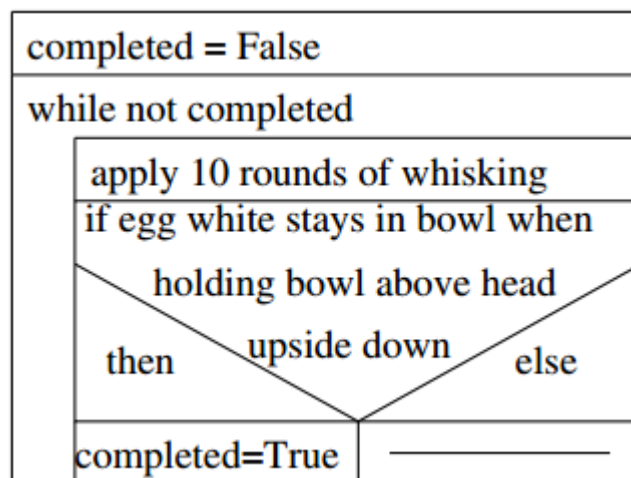 completed = False
while not completed
apply 10 rounds of whisking
if egg white stays in bowl when
holding bowl above head
upside down
then
else
completed=True